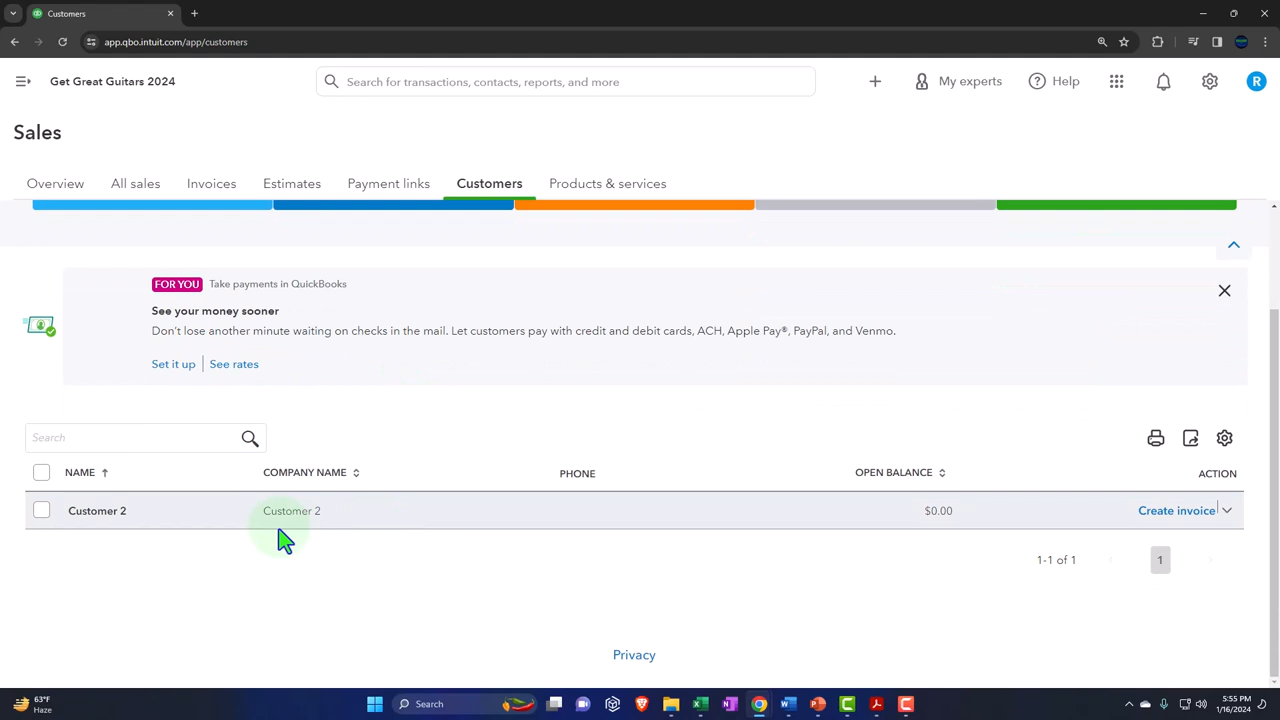 Customers
app.qbo.intuit.com/app/customers
Get Great Guitars 2024
Search for transactions, contacts, reports, and more
My experts
Help
R
Sales
Overview
All sales
Invoices
Estimates
Payment links
Customers
Products & services
FOR YOU
Take payments in QuickBooks
See your money sooner
Don't lose another minute waiting on checks in the mail. Let customers pay with credit and debit cards, ACH, Apple Pay®, PayPal, and Venmo.
Set it up
See rates
Search
NAME
COMPANY NAME
PHONE
OPEN BALANCE
ACTION
Customer 2
Customer 2
$0.00
Create invoice
1-1 of 1
1
Privacy
63°F
Haze
Search
5:55 PM
1/16/2024